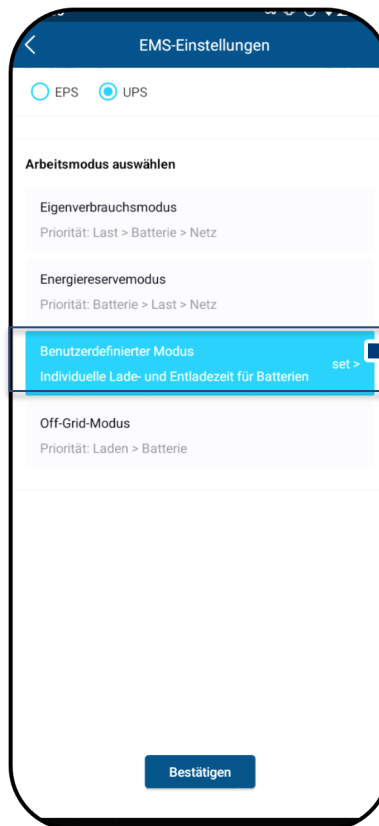 EMS-Einstellungen
EPS UPS
Arbeitsmodus auswählen
Eigenverbrauchsmodus
Priorität: Last > Batterie > Netz
Energiereservemodus
Priorität: Batterie > Last > Netz
Benutzerdefinierter Modus
set >
Individuelle Lade- und Entladezeit für Batterien
Off-Grid-Modus
Priorität: Laden > Batterie
Bestätigen